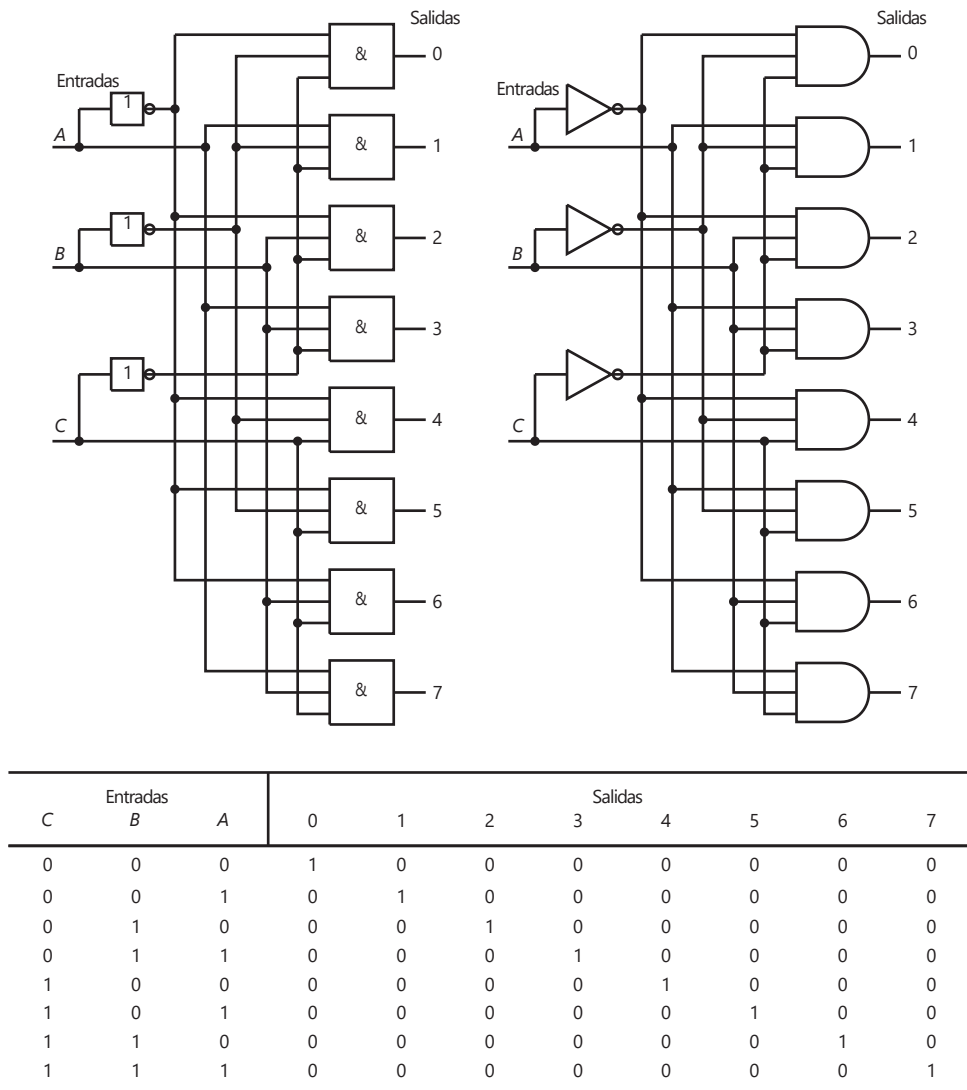 Salidas
Salidas
& 0
0
Entradas
1
Entradas
A
& 1
A
1
1
& 2
2
B
B
& 3
3
1
& 4
4
C
C
& 5
5
& 6
6
& 7
7
Entradas Salidas
C B A 0 1 2 3 4 5 6 7
0 0 0 1 0 0 0 0 0 0 0
0 0 1 0 1 0 0 0 0 0 0
0 1 0 0 0 1 0 0 0 0 0
0 1 1 0 0 0 1 0 0 0 0
1 0 0 0 0 0 0 1 0 0 0
1 0 1 0 0 0 0 0 1 0 0
1 1 0 0 0 0 0 0 0 1 0
1 1 1 0 0 0 0 0 0 0 1